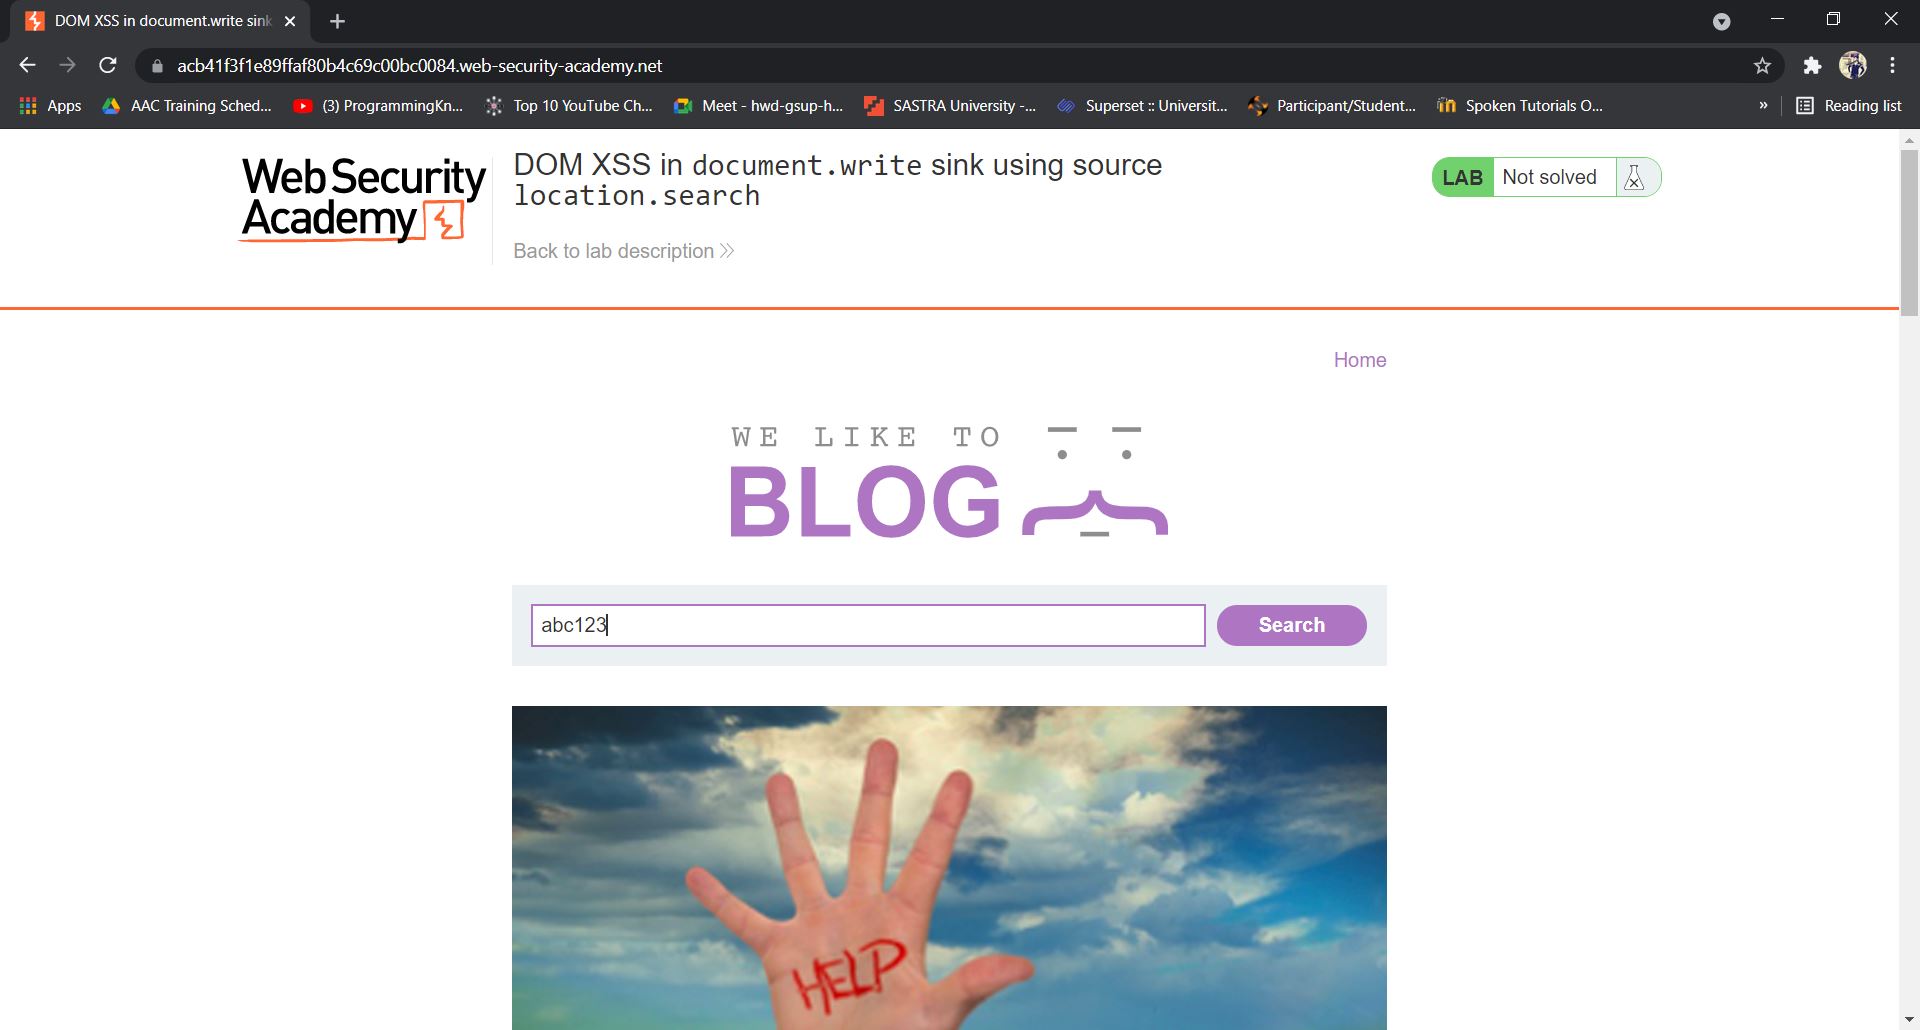 DOM XSS in document.write sink
acb41f3f1e89ffaf80b4c69c00bc0084.web-security-academy.net
Apps
AAC Training Sched...
(3) ProgrammingKn...
Top 10 YouTube Ch...
Meet - hwd-gsup-h...
SASTRA University -...
Superset :: Universit...
Participant/Student...
Spoken Tutorials O...
»
Reading list
Web Security
Academy
DOM XSS in document.write sink using source
location.search
LAB Not solved
Back to lab description
Home
WE LIKE TO
BLOG
abc123
Search
HELP